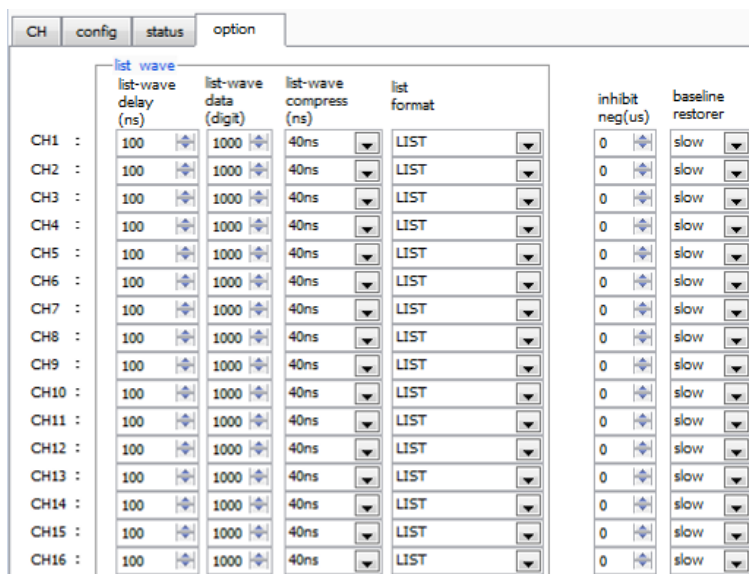 CH config status option
list wave
list-wave delay (ns) list-wave data (digit) list-wave compress (ns) list format inhibit neg(us) baseline restorer
CH1 : 100 1000 40ns LIST 0 slow
CH2 : 100 1000 40ns LIST 0 slow
CH3 : 100 1000 40ns LIST 0 slow
CH4 : 100 1000 40ns LIST 0 slow
CH5 : 100 1000 40ns LIST 0 slow
CH6 : 100 1000 40ns LIST 0 slow
CH7 : 100 1000 40ns LIST 0 slow
CH8 : 100 1000 40ns LIST 0 slow
CH9 : 100 1000 40ns LIST 0 slow
CH10 : 100 1000 40ns LIST 0 slow
CH11 : 100 1000 40ns LIST 0 slow
CH12 : 100 1000 40ns LIST 0 slow
CH13 : 100 1000 40ns LIST 0 slow
CH14 : 100 1000 40ns LIST 0 slow
CH15 : 100 1000 40ns LIST 0 slow
CH16 : 100 1000 40ns LIST 0 slow